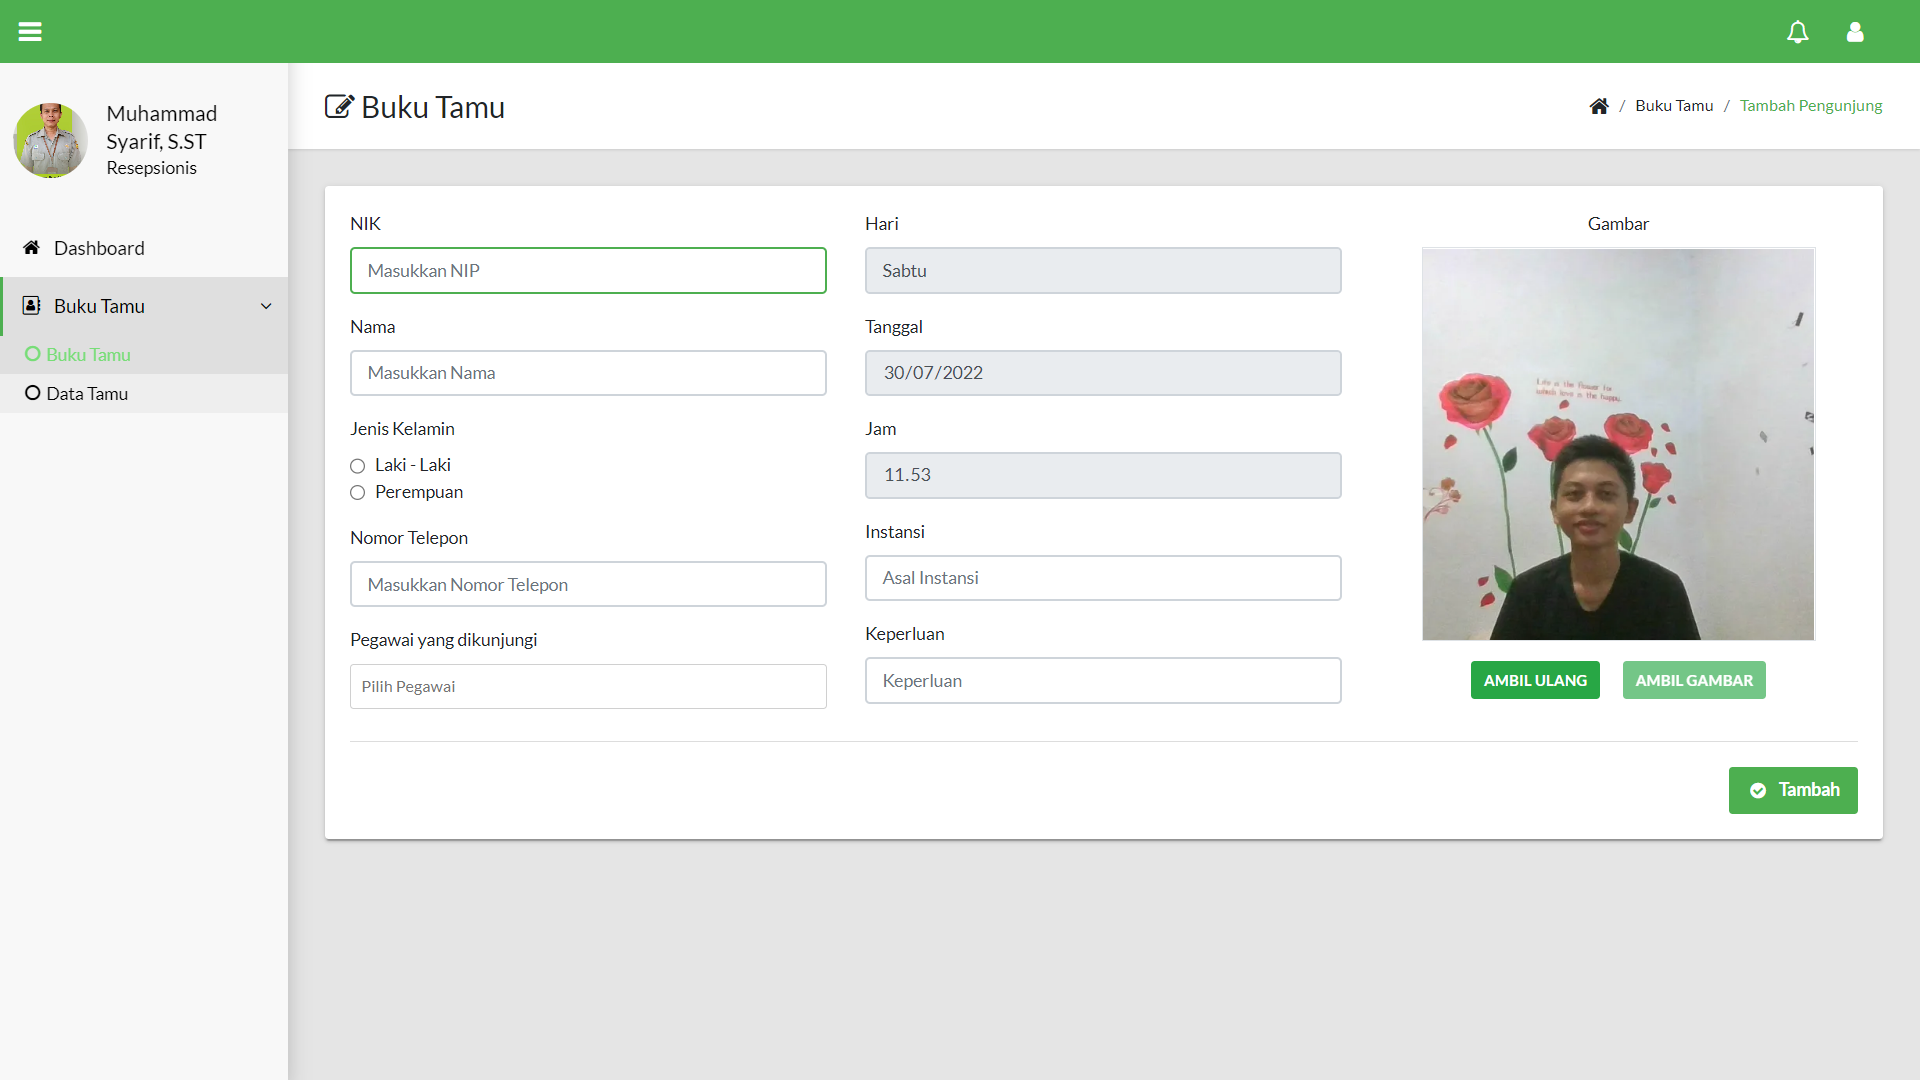 Muhammad
Syarif, S.ST
Resepsionis
Dashboard
Buku Tamu
Buku Tamu
Data Tamu
Buku Tamu
/ Buku Tamu / Tambah Pengunjung
NIK
Masukkan NIP
Nama
Masukkan Nama
Jenis Kelamin
Laki - Laki
Perempuan
Nomor Telepon
Masukkan Nomor Telepon
Pegawai yang dikunjungi
Pilih Pegawai
Hari
Sabtu
Tanggal
30/07/2022
Jam
11.53
Instansi
Asal Instansi
Keperluan
Keperluan
Gambar
AMBIL ULANG
AMBIL GAMBAR
Tambah